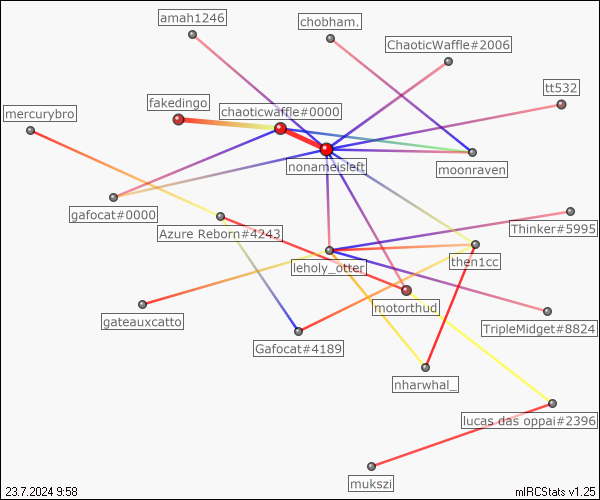 amah1246
chobham.
ChaoticWaffle#2006
tt532
fakedingo
chaoticwaffle#0000
mercurybro
nonameisleft
moonraven
gafocat#0000
Azure Reborn#4243
Thinker#5995
leholy_otter
then1cc
motorthud
gateauxcatto
TripleMidget#8824
Gafocat#4189
nharwhal_
lucas das oppai#2396
mukszi
23.7.2024 9:58
mIRCStats v1.25